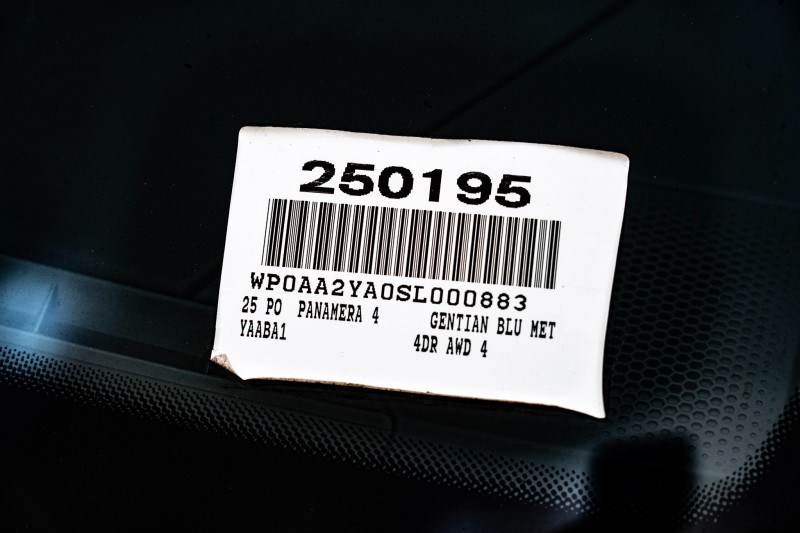 250195
WP0AA2YA0SL000883
25 PO PANAMERA 4 GENTIAN BLU MET
YAABA1 4DR AWD 4